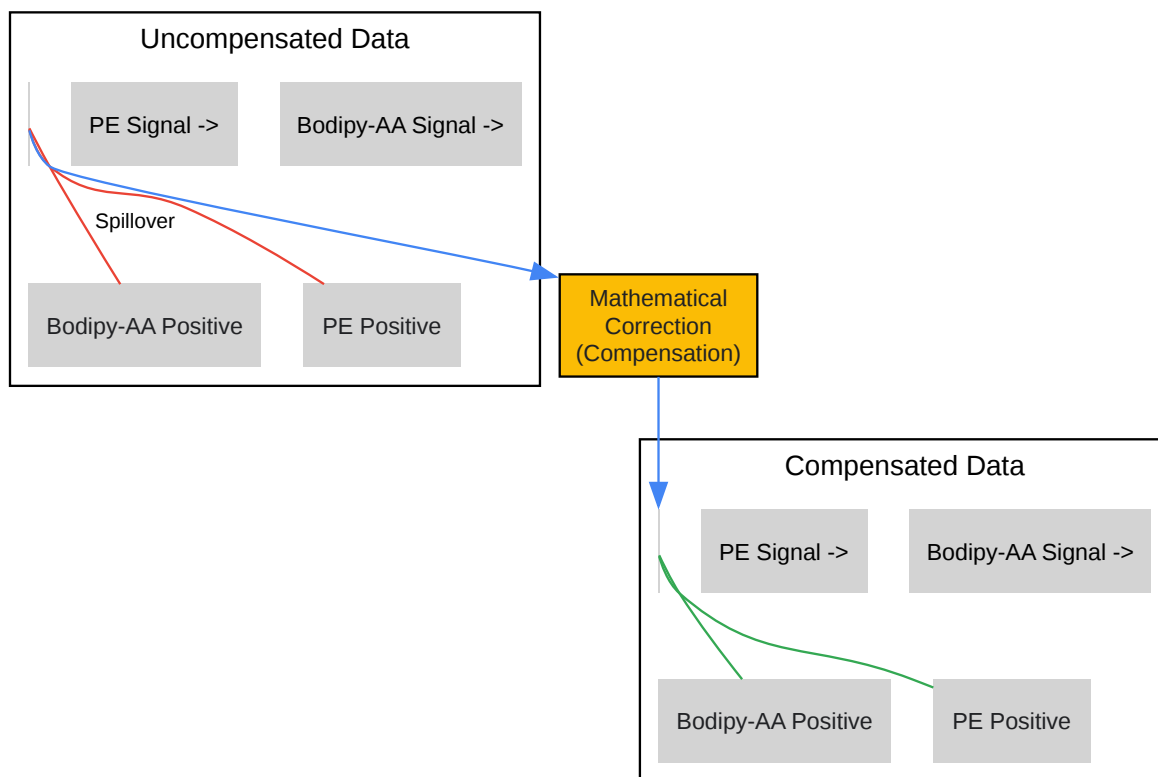 Uncompensated Data
PE Signal ->
Bodipy-AA Signal ->
Spillover
Bodipy-AA Positive
PE Positive
Mathematical
Correction
(Compensation)
Compensated Data
PE Signal ->
Bodipy-AA Signal ->
Bodipy-AA Positive
PE Positive